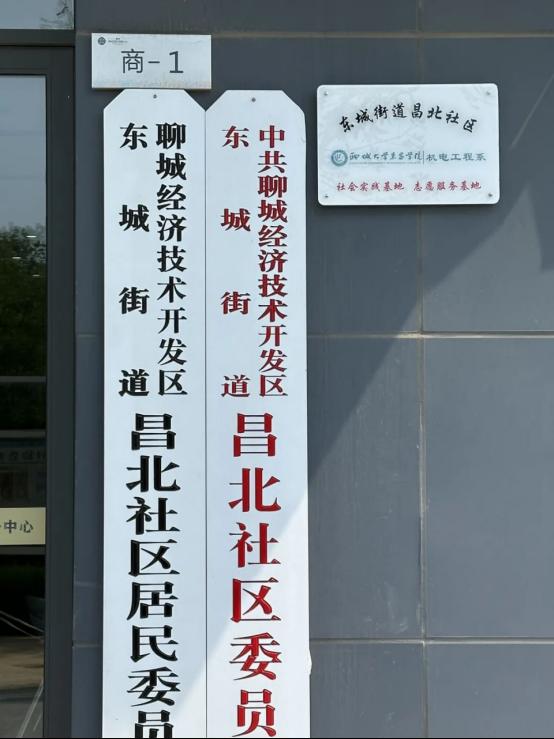 商-1
聊城经济技术开发区
东城街道
昌北社区居民委员
中共聊城经济技术开发区
东城街道
昌北社区委员
东城街道昌北社区
聊城大学东昌学院 机电工程系
社会实践基地 志愿服务基地
中心